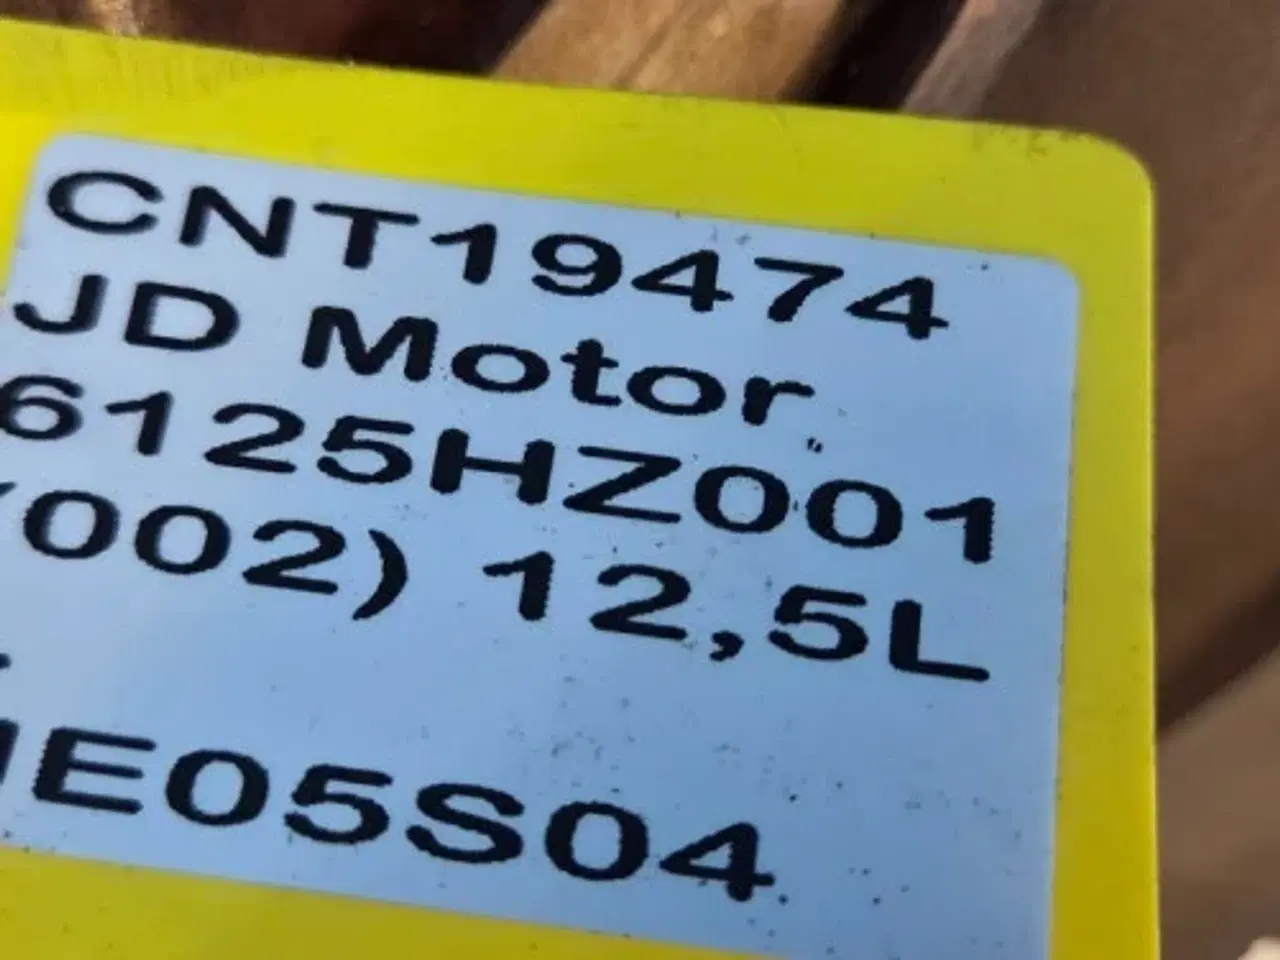 CNT19474
JD Motor
6125HZ001
(002) 12,5L
E05S04